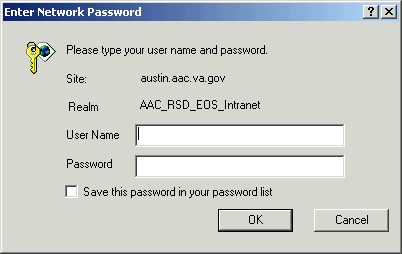 Enter Network Password
Please type your user name and password.
Site: austin.aac.va.gov
Realm AAC_RSD_EOS_Intranet
User Name
Password
Save this password in your password list
OK Cancel